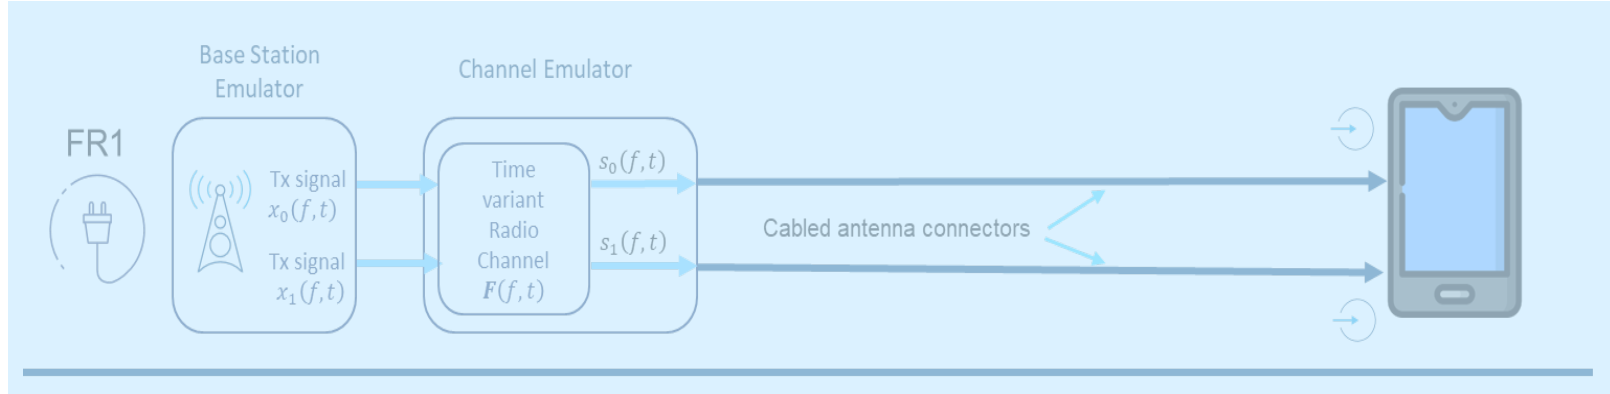 FR1
Base Station
Emulator
Tx signal
x₀(f,t)
Tx signal
x₁(f,t)
Channel Emulator
Time
variant
Radio
Channel
F(f,t)
s₀(f,t)
s₁(f,t)
Cabled antenna connectors